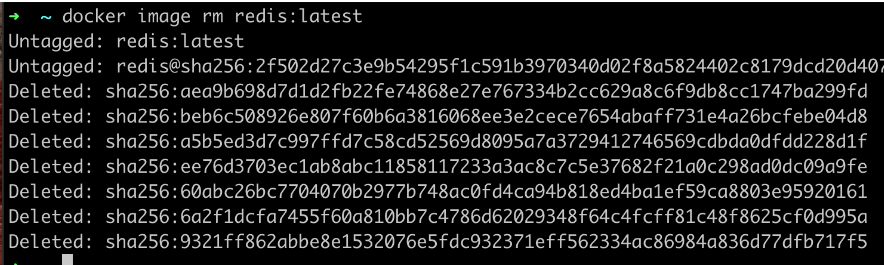 ➜ ~ docker image rm redis:latest
Untagged: redis:latest
Untagged: redis@sha256:2f502d27c3e9b54295f1c591b3970340d02f8a5824402c8179dcd20d407
Deleted: sha256:aea9b698d7d1d2fb22fe74868e27e767334b2cc629a8c6f9db8cc1747ba299fd
Deleted: sha256:beb6c508926e807f60b6a3816068ee3e2cece7654abaff731e4a26bcfebe04d8
Deleted: sha256:a5b5ed3d7c997ffd7c58cd52569d8095a7a3729412746569cdbda0dfdd228d1f
Deleted: sha256:ee76d3703ec1ab8abc11858117233a3ac8c7c5e37682f21a0c298ad0dc09a9fe
Deleted: sha256:60abc26bc7704070b2977b748ac0fd4ca94b818ed4ba1ef59ca8803e95920161
Deleted: sha256:6a2f1dcfa7455f60a810bb7c4786d62029348f64c4fcff81c48f8625cf0d995a
Deleted: sha256:9321ff862abbe8e1532076e5fdc932371eff562334ac86984a836d77dfb717f5